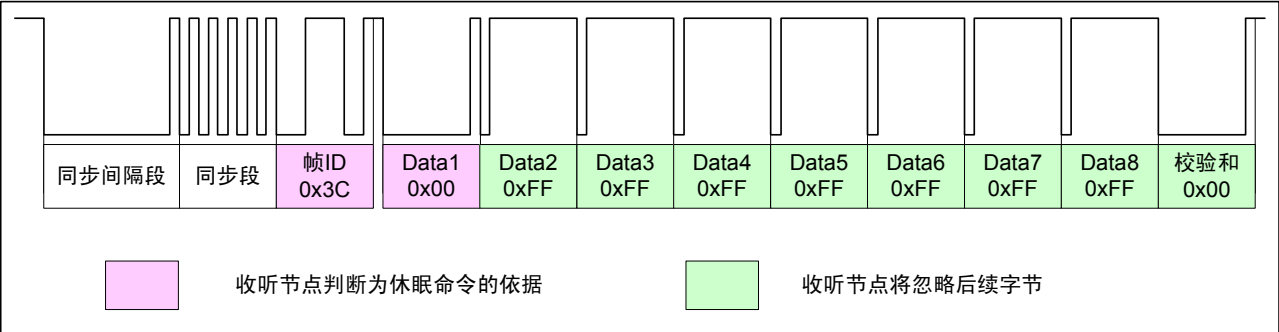 同步间隔段
同步段
帧ID
0x3C
Data1
0x00
Data2
0xFF
Data3
0xFF
Data4
0xFF
Data5
0xFF
Data6
0xFF
Data7
0xFF
Data8
0xFF
校验和
0x00
收听节点判断为休眠命令的依据
收听节点将忽略后续字节